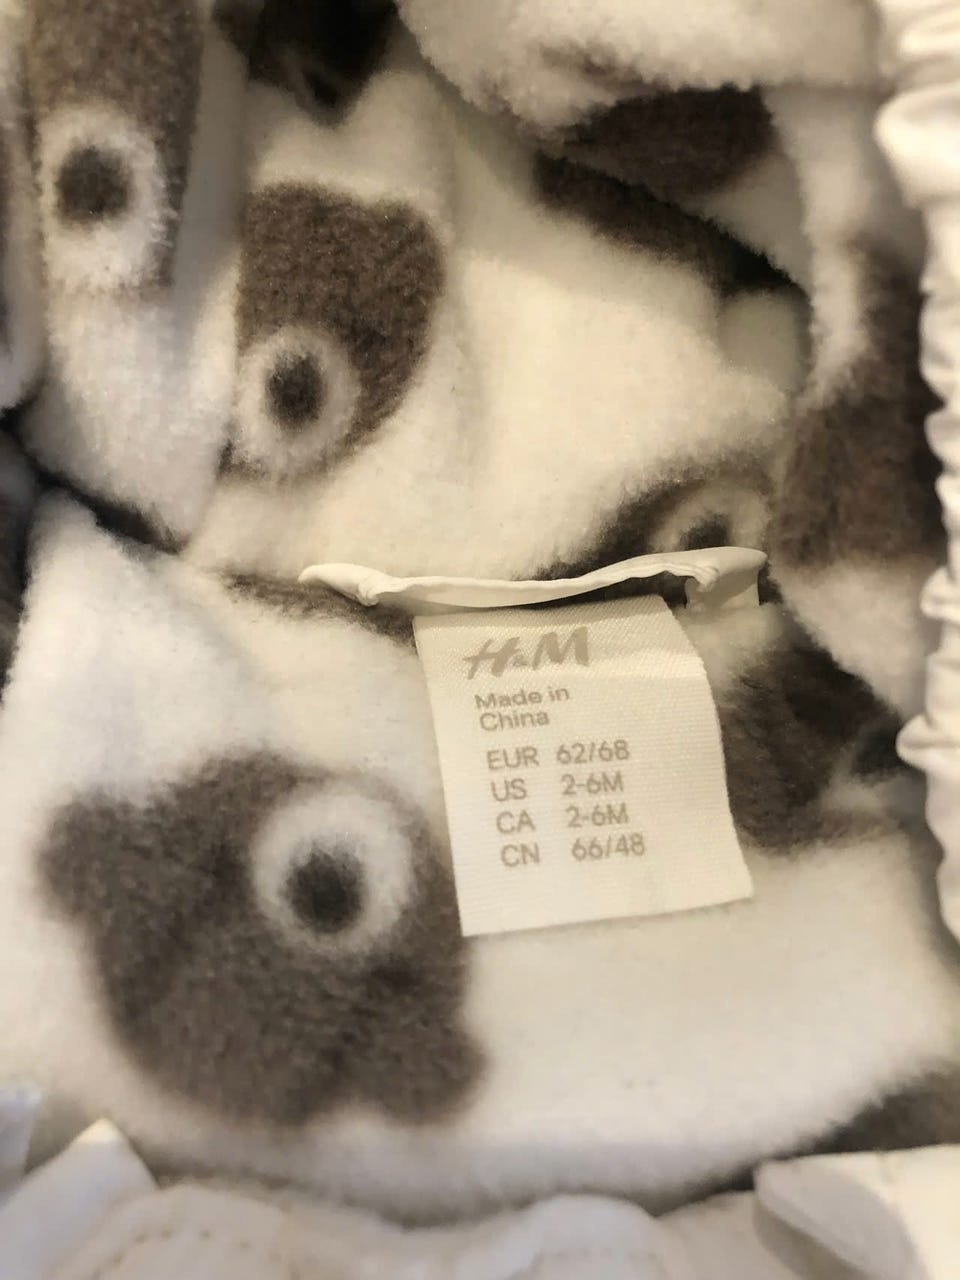 H&M
Made in
China
EUR 62/68
US 2-6M
CA 2-6M
CN 66/48